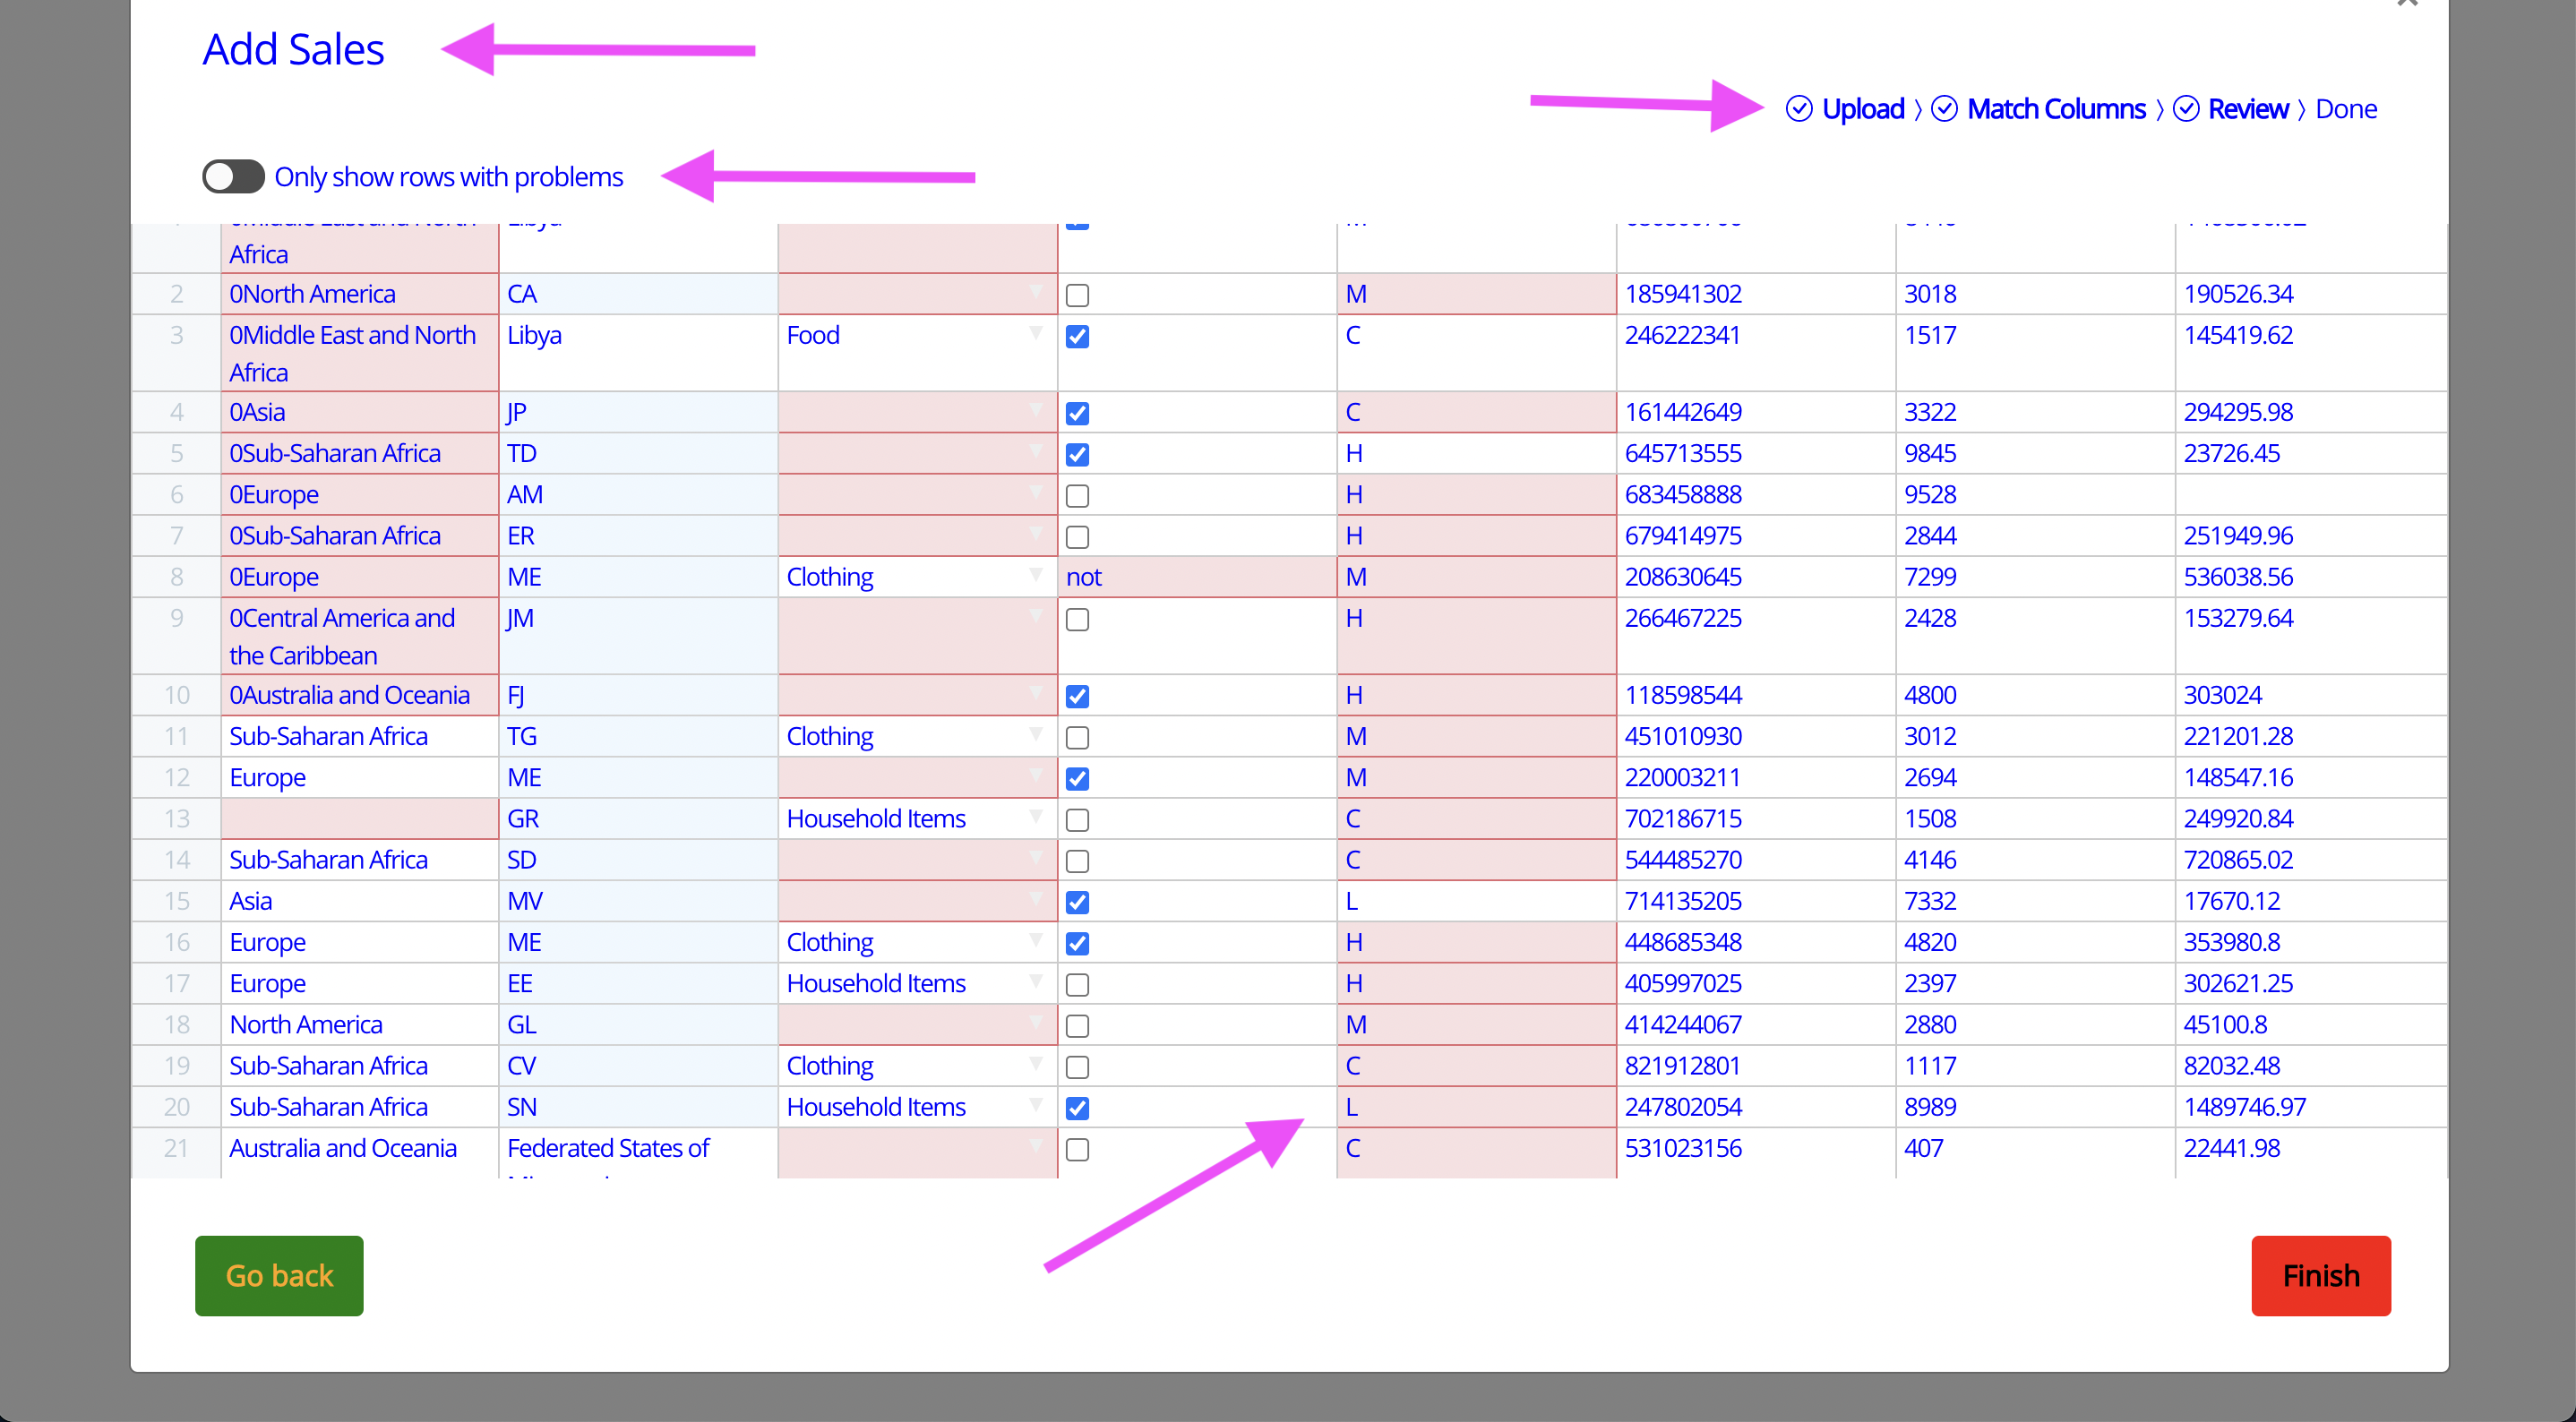 Add Sales
Upload 〉 Match Columns 〉 Review 〉 Done
Only show rows with problems
Africa
2 0North America CA M 185941302 3018 190526.34
3 0Middle East and North Libya Food C 246222341 1517 145419.62
Africa
4 0Asia JP C 161442649 3322 294295.98
5 0Sub-Saharan Africa TD H 645713555 9845 23726.45
6 0Europe AM H 683458888 9528
7 0Sub-Saharan Africa ER H 679414975 2844 251949.96
8 0Europe ME Clothing not M 208630645 7299 536038.56
9 0Central America and JM H 266467225 2428 153279.64
the Caribbean
10 0Australia and Oceania FJ H 118598544 4800 303024
11 Sub-Saharan Africa TG Clothing M 451010930 3012 221201.28
12 Europe ME M 220003211 2694 148547.16
13 GR Household Items C 702186715 1508 249920.84
14 Sub-Saharan Africa SD C 544485270 4146 720865.02
15 Asia MV L 714135205 7332 17670.12
16 Europe ME Clothing H 448685348 4820 353980.8
17 Europe EE Household Items H 405997025 2397 302621.25
18 North America GL M 414244067 2880 45100.8
19 Sub-Saharan Africa CV Clothing C 821912801 1117 82032.48
20 Sub-Saharan Africa SN Household Items L 247802054 8989 1489746.97
21 Australia and Oceania Federated States of C 531023156 407 22441.98
Go back
Finish